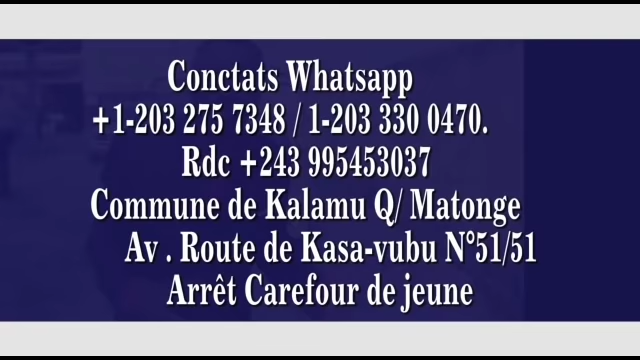 Conctats Whatsapp
+1-203 275 7348 / 1-203 330 0470.
Rdc +243 995453037
Commune de Kalamu Q/ Matonge
Av . Route de Kasa-vubu N°51/51
Arrêt Carefour de jeune